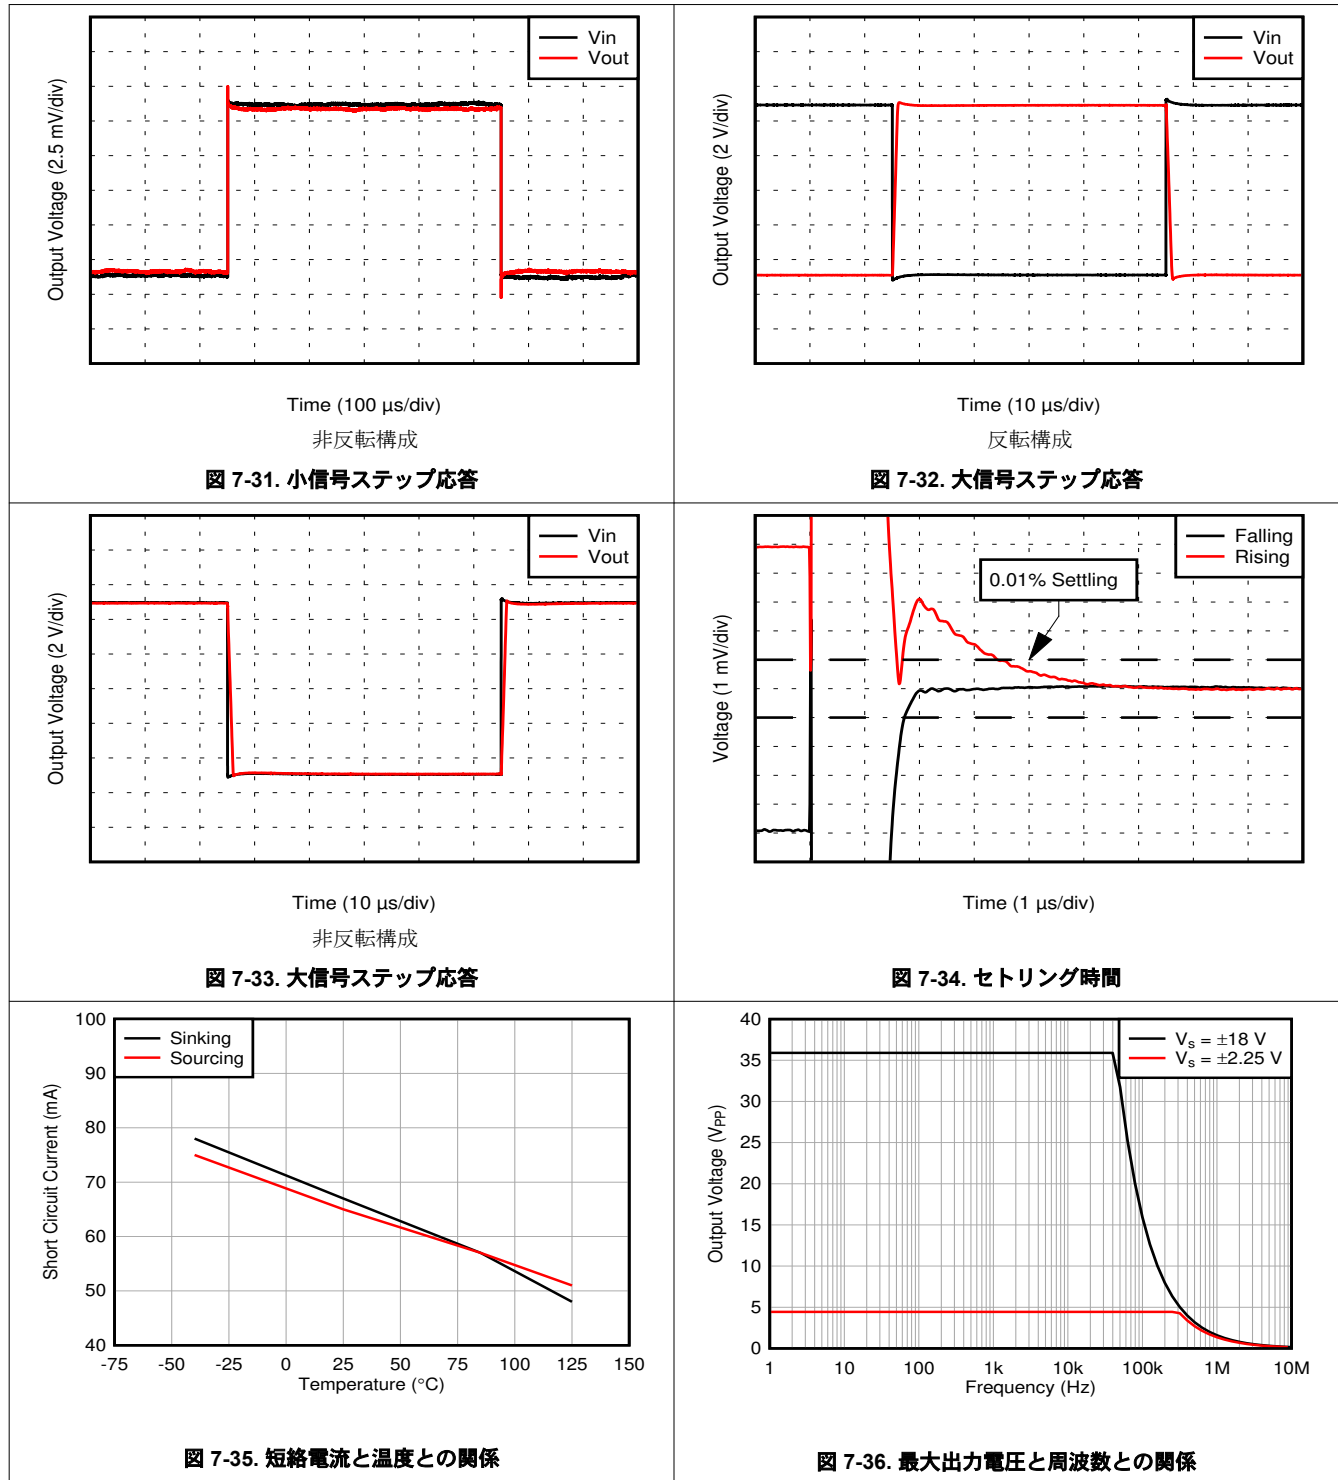 Vin
Vout
Output Voltage (2.5 mV/div)
Time (100 µs/div)
非反転構成
図 7-31. 小信号ステップ応答
Vin
Vout
Output Voltage (2 V/div)
Time (10 µs/div)
反転構成
図 7-32. 大信号ステップ応答
Vin
Vout
Output Voltage (2 V/div)
Time (10 µs/div)
非反転構成
図 7-33. 大信号ステップ応答
Falling
Rising
0.01% Settling
Voltage (1 mV/div)
Time (1 µs/div)
図 7-34. セトリング時間
Sinking
Sourcing
Short Circuit Current (mA)
100
90
80
70
60
50
40
-75 -50 -25 0 25 50 75 100 125 150
Temperature (°C)
図 7-35. 短絡電流と温度との関係
Vs = ±18 V
Vs = ±2.25 V
Output Voltage (VPP)
40
35
30
25
20
15
10
5
0
1 10 100 1k 10k 100k 1M 10M
Frequency (Hz)
図 7-36. 最大出力電圧と周波数との関係